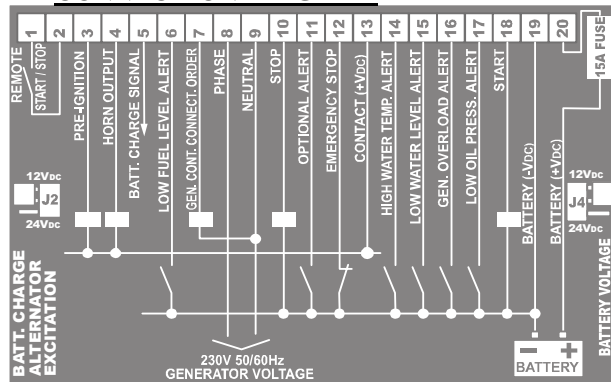 1 2 3 4 5 6 7 8 9 10 11 12 13 14 15 16 17 18 19 20
REMOTE
START / STOP
PRE-IGNITION
HORN OUTPUT
BATT. CHARGE SIGNAL
LOW FUEL LEVEL ALERT
GEN. CONT. CONNECT. ORDER
PHASE
NEUTRAL
STOP
OPTIONAL ALERT
EMERGENCY STOP
CONTACT (+VDC)
HIGH WATER TEMP. ALERT
LOW WATER LEVEL ALERT
GEN. OVERLOAD ALERT
LOW OIL PRESS. ALERT
START
BATTERY (-VDC)
BATTERY (+VDC)
15A FUSE
12VDC
J2
24VDC
12VDC
J4
24VDC
BATT. CHARGE
ALTERNATOR
EXCITATION
BATTERY VOLTAGE
230V 50/60Hz
GENERATOR VOLTAGE
− +
BATTERY